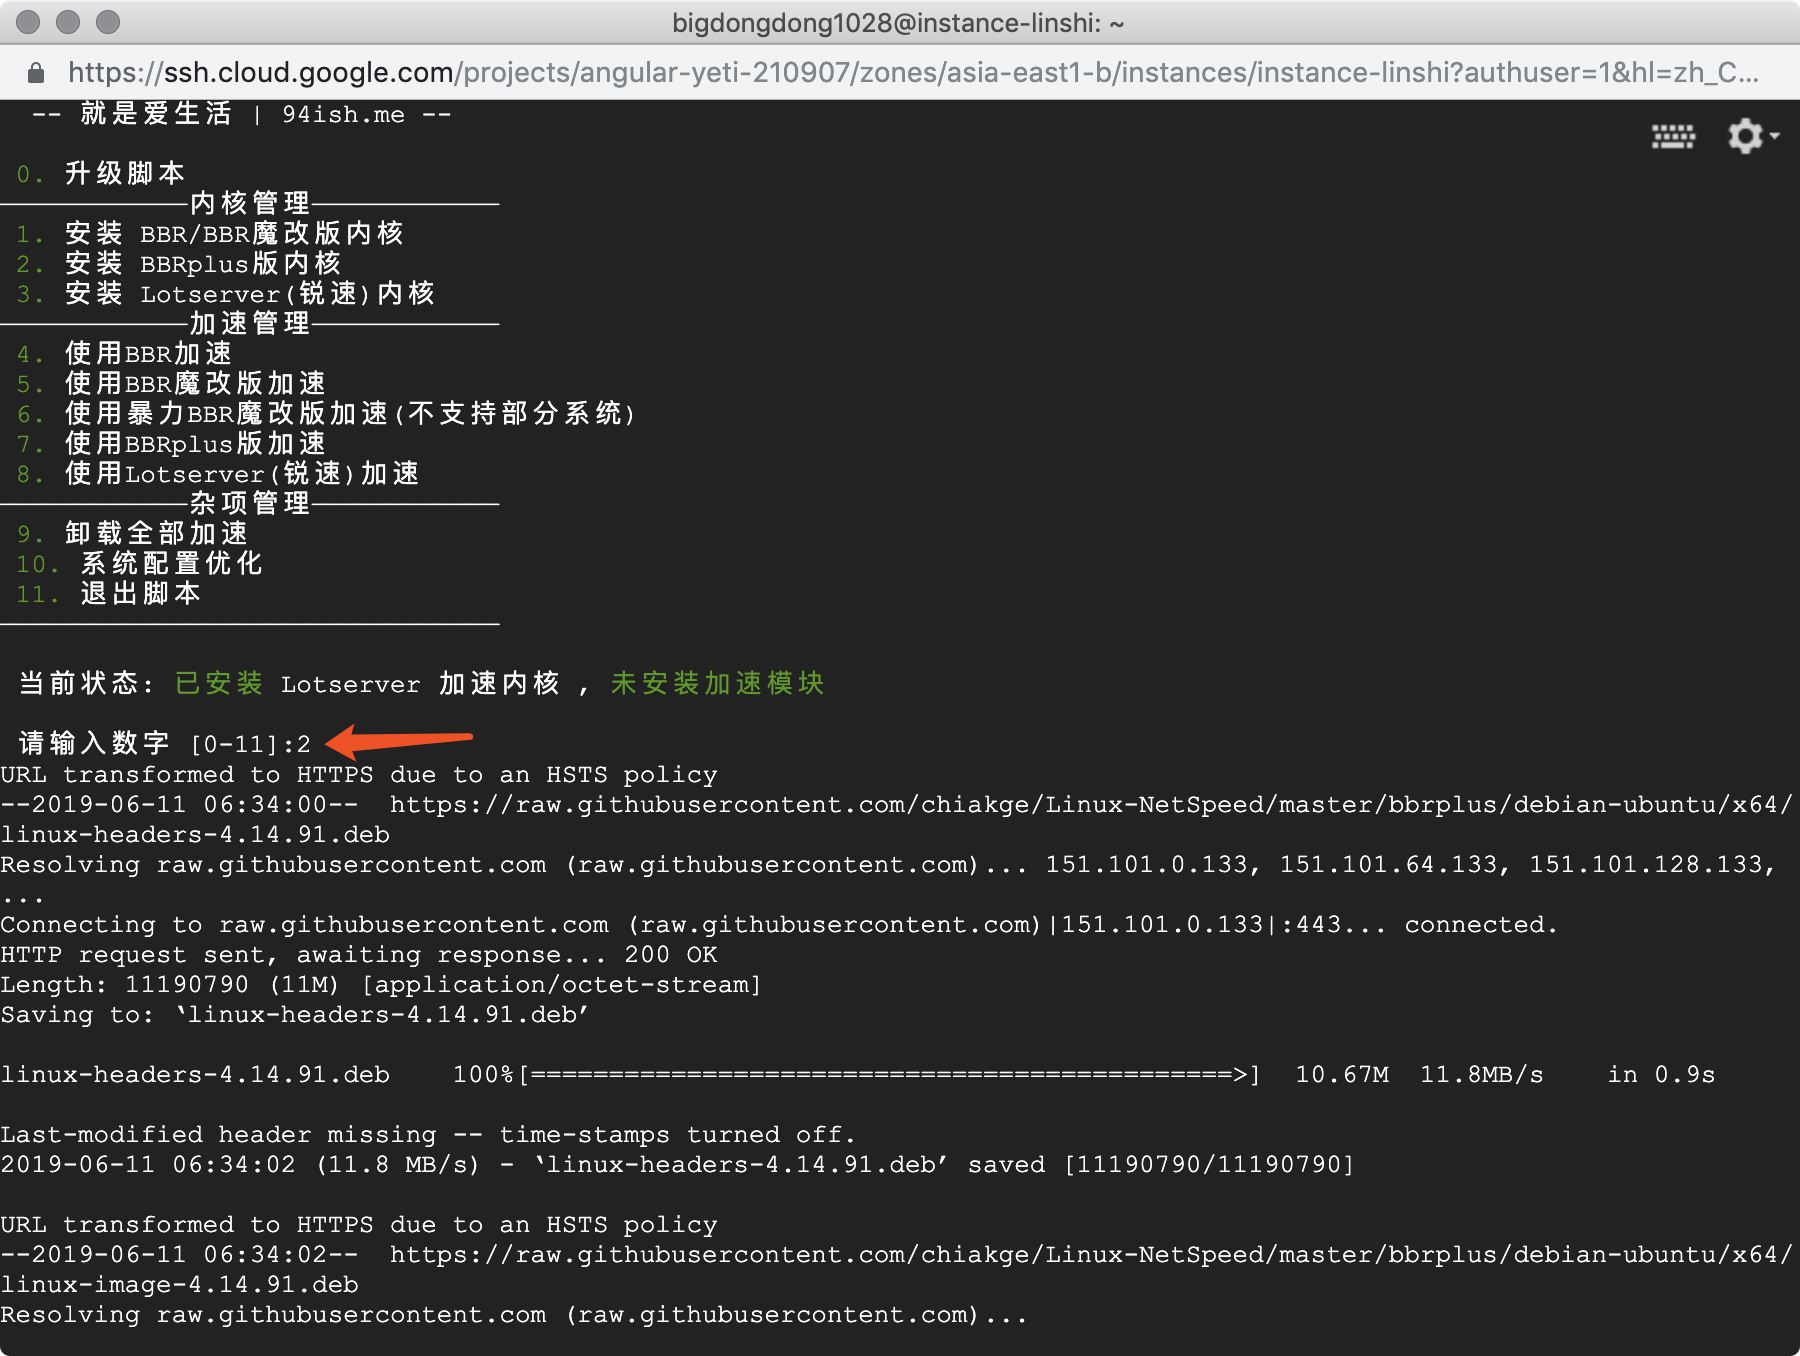 bigdongdong1028@instance-linshi: ~
https://ssh.cloud.google.com/projects/angular-yeti-210907/zones/asia-east1-b/instances/instance-linshi?authuser=1&hl=zh_C...
-- 就是爱生活 | 94ish.me --
0. 升级脚本
————————————内核管理————————————
1. 安装 BBR/BBR魔改版内核
2. 安装 BBRplus版内核
3. 安装 Lotserver(锐速)内核
————————————加速管理————————————
4. 使用BBR加速
5. 使用BBR魔改版加速
6. 使用暴力BBR魔改版加速(不支持部分系统)
7. 使用BBRplus版加速
8. 使用Lotserver(锐速)加速
————————————杂项管理————————————
9. 卸载全部加速
10. 系统配置优化
11. 退出脚本
————————————————————————————————
当前状态: 已安装 Lotserver 加速内核 , 未安装加速模块
请输入数字 [0-11]:2
URL transformed to HTTPS due to an HSTS policy
--2019-06-11 06:34:00--  https://raw.githubusercontent.com/chiakge/Linux-NetSpeed/master/bbrplus/debian-ubuntu/x64/
linux-headers-4.14.91.deb
Resolving raw.githubusercontent.com (raw.githubusercontent.com)... 151.101.0.133, 151.101.64.133, 151.101.128.133,
...
Connecting to raw.githubusercontent.com (raw.githubusercontent.com)|151.101.0.133|:443... connected.
HTTP request sent, awaiting response... 200 OK
Length: 11190790 (11M) [application/octet-stream]
Saving to: ‘linux-headers-4.14.91.deb’
linux-headers-4.14.91.deb    100%[=============================================>]  10.67M  11.8MB/s    in 0.9s
Last-modified header missing -- time-stamps turned off.
2019-06-11 06:34:02 (11.8 MB/s) - ‘linux-headers-4.14.91.deb’ saved [11190790/11190790]
URL transformed to HTTPS due to an HSTS policy
--2019-06-11 06:34:02--  https://raw.githubusercontent.com/chiakge/Linux-NetSpeed/master/bbrplus/debian-ubuntu/x64/
linux-image-4.14.91.deb
Resolving raw.githubusercontent.com (raw.githubusercontent.com)...